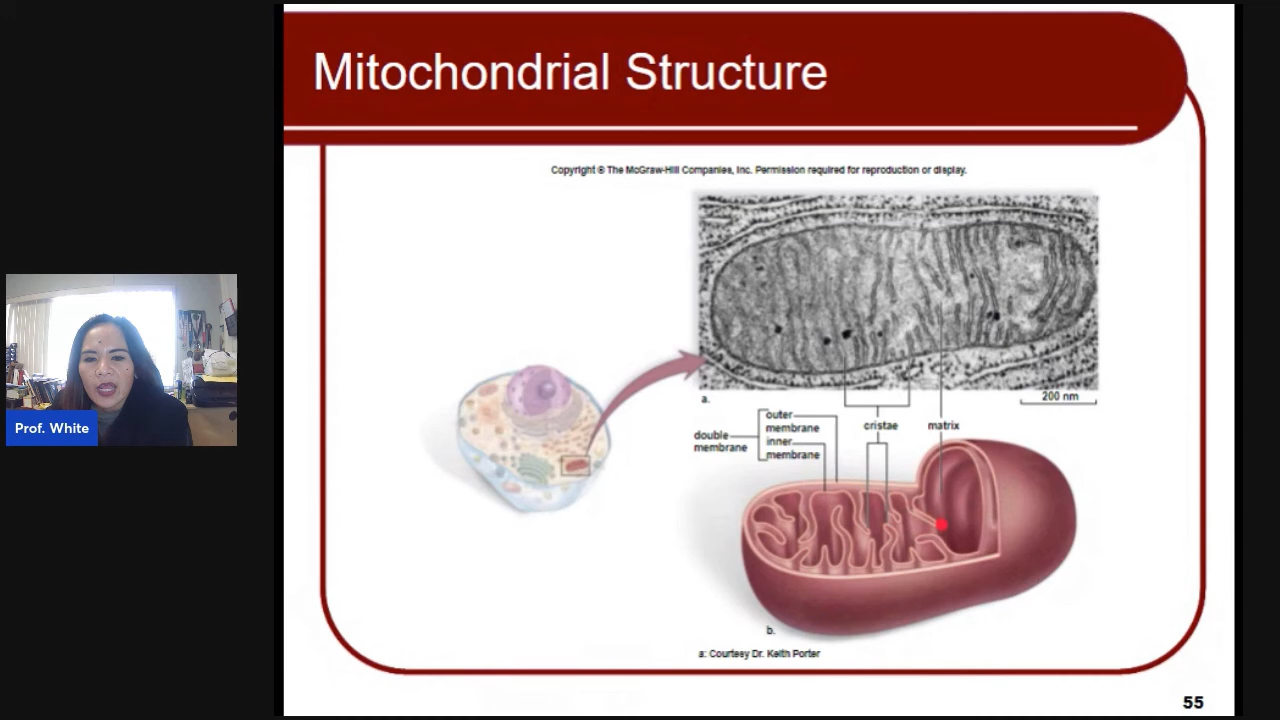 Mitochondrial Structure
Copyright © The McGraw-Hill Companies, Inc. Permission required for reproduction or display.
Prof. White
a.
200 nm
double
membrane
outer
membrane
inner
membrane
cristae
matrix
b.
a: Courtesy Dr. Keith Porter
55